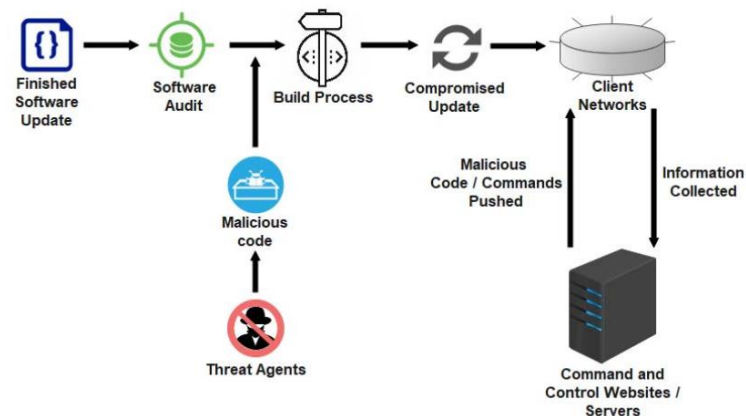 Finished
Software
Update
Software
Audit
Build Process
Compromised
Update
Client
Networks
Malicious
code
Threat Agents
Malicious
Code / Commands
Pushed
Information
Collected
Command and
Control Websites /
Servers